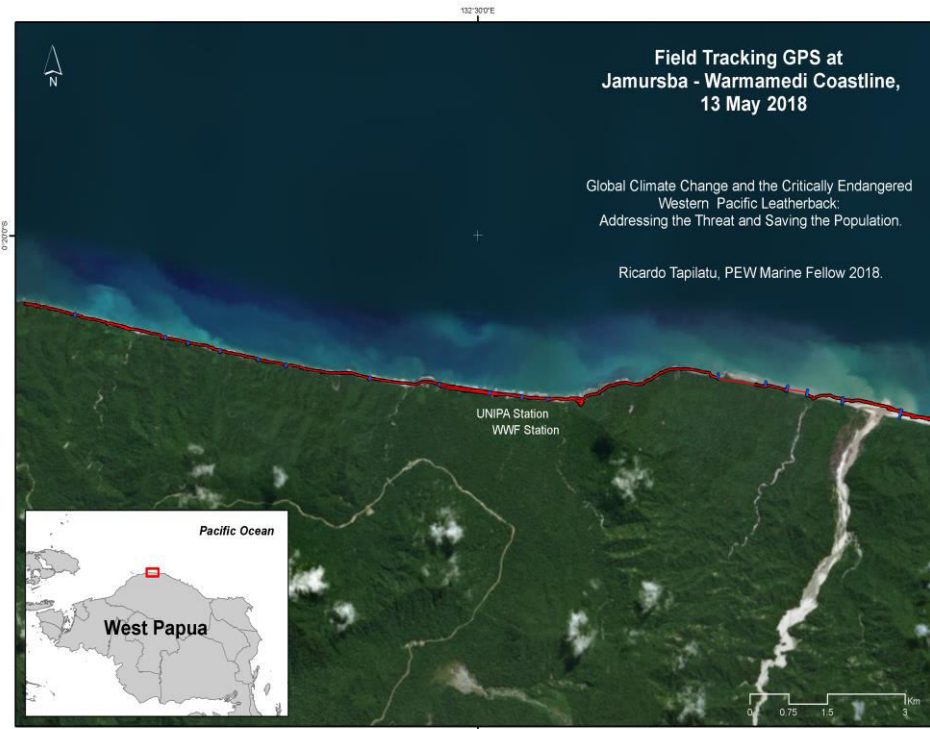 132°30'0"E
N
Field Tracking GPS at
Jamursba - Warmamedi Coastline,
13 May 2018
Global Climate Change and the Critically Endangered
Western Pacific Leatherback:
Addressing the Threat and Saving the Population.
Ricardo Tapilatu, PEW Marine Fellow 2018.
0°20'0"S
UNIPA Station
WWF Station
Pacific Ocean
West Papua
Km
0 0.75 1.5 3